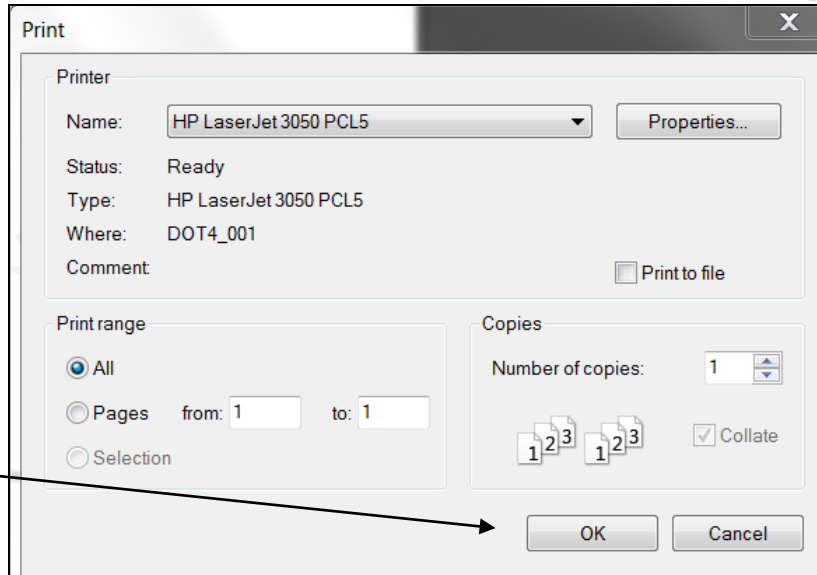 Print
X
Printer
Name: HP LaserJet 3050 PCL5 Properties...
Status: Ready
Type: HP LaserJet 3050 PCL5
Where: DOT4_001
Comment:
Print to file
Print range
All
Pages from: 1 to: 1
Selection
Copies
Number of copies: 1
1 2 3 1 2 3 Collate
OK Cancel